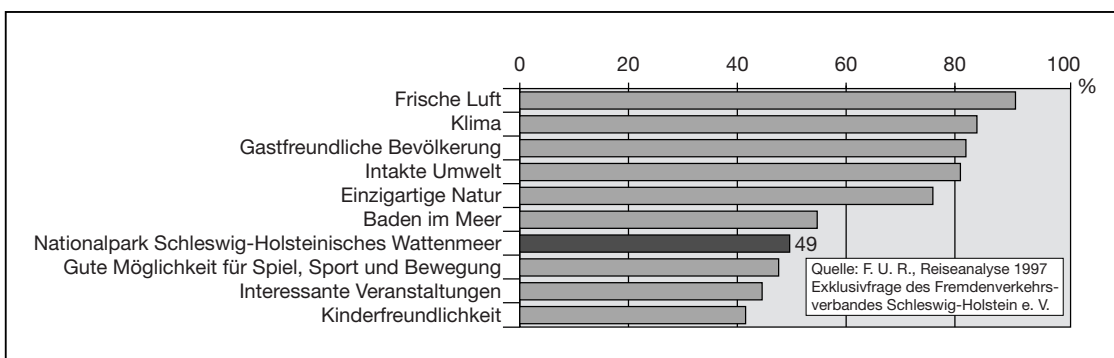 0 20 40 60 80 100
%
Frische Luft
Klima
Gastfreundliche Bevölkerung
Intakte Umwelt
Einzigartige Natur
Baden im Meer
Nationalpark Schleswig-Holsteinisches Wattenmeer 49
Gute Möglichkeit für Spiel, Sport und Bewegung
Interessante Veranstaltungen
Kinderfreundlichkeit
Quelle: F. U. R., Reiseanalyse 1997
Exklusivfrage des Fremdenverkehrs-
verbandes Schleswig-Holstein e. V.